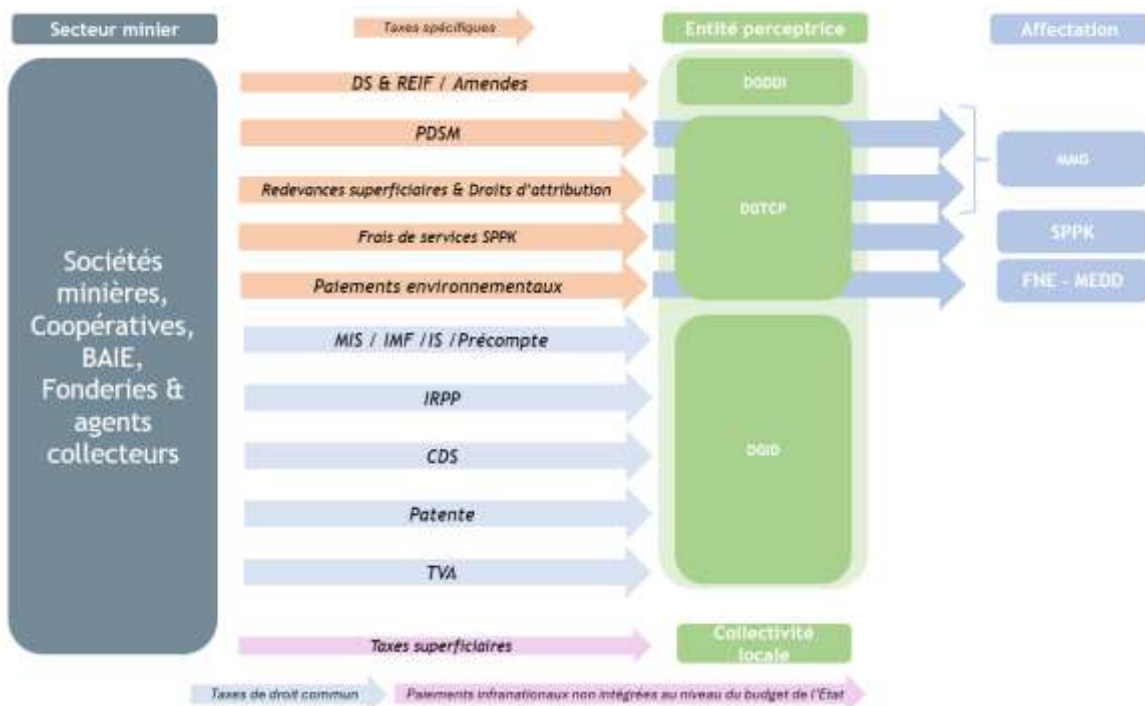 Secteur minier
Taxes spécifiques
Entité perceptrice
Affectation
DS & REIF / Amendes
DGDDI
PDSM
MMG
Redevances superficiaires & Droits d'attribution
DGTCP
Frais de services SPPK
SPPK
Paiements environnementaux
FNE - MEDD
Sociétés
minières,
Coopératives,
BAIE,
Fonderies &
agents
collecteurs
MIS / IMF /IS /Précompte
IRPP
CDS
DGID
Patente
TVA
Taxes superficiaires
Collectivité
locale
Taxes de droit commun
Paiements infranationaux non intégrées au niveau du budget de l'Etat